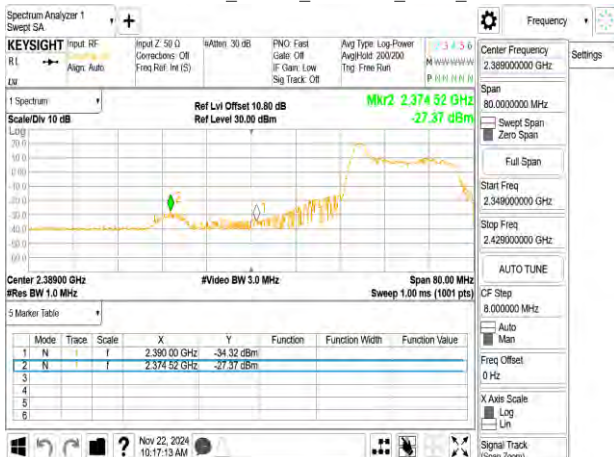 Spectrum Analyzer 1
Swept SA
Frequency
KEYSIGHT
Input: RF
Align: Auto
Input Z: 50 Ω
Corrections: Off
Freq Ref: Int (S)
#Atten: 30 dB
PNO: Fast
Gate: Off
IF Gain: Low
Sig Track: Off
Avg Type: Log-Power
Avg|Hold: 200/200
Trig: Free Run
3 4 5 6
M W W W W W
P N N N N N
Center Frequency
2.389000000 GHz
Settings
1 Spectrum
Scale/Div 10 dB
Ref Lvl Offset 10.80 dB
Ref Level 30.00 dBm
Mkr2 2.374 52 GHz
-27.37 dBm
Log
Span
80.0000000 MHz
Swept Span
Zero Span
Full Span
Start Freq
2.349000000 GHz
Stop Freq
2.429000000 GHz
AUTO TUNE
CF Step
8.000000 MHz
Auto
Man
Freq Offset
0 Hz
X Axis Scale
Log
Lin
Signal Track
(Span Zoom)
2
1
Center 2.38900 GHz
#Res BW 1.0 MHz
#Video BW 3.0 MHz
Span 80.00 MHz
Sweep 1.00 ms (1001 pts)
5 Marker Table
Mode Trace Scale X Y Function Function Width Function Value
1 N 1 f 2.390 00 GHz -34.32 dBm
2 N 1 f 2.374 52 GHz -27.37 dBm
3
4
5
6
Nov 22, 2024
10:17:13 AM